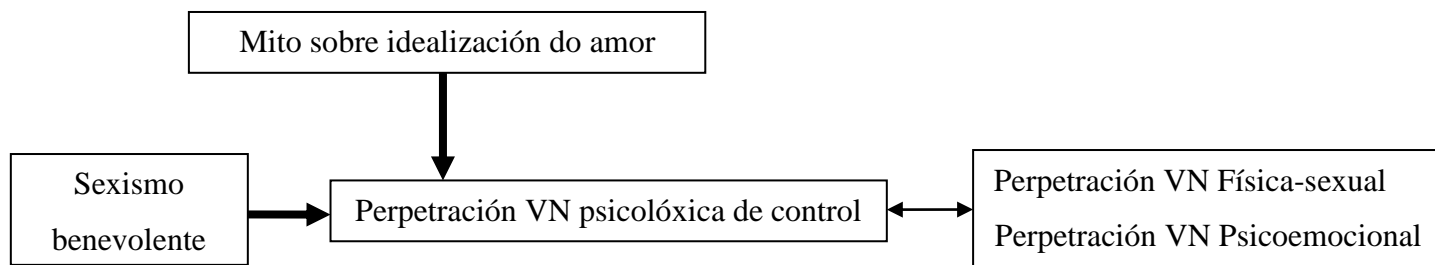 Mito sobre idealización do amor
Sexismo
benevolente
Perpetración VN psicolóxica de control
Perpetración VN Física-sexual
Perpetración VN Psicoemocional